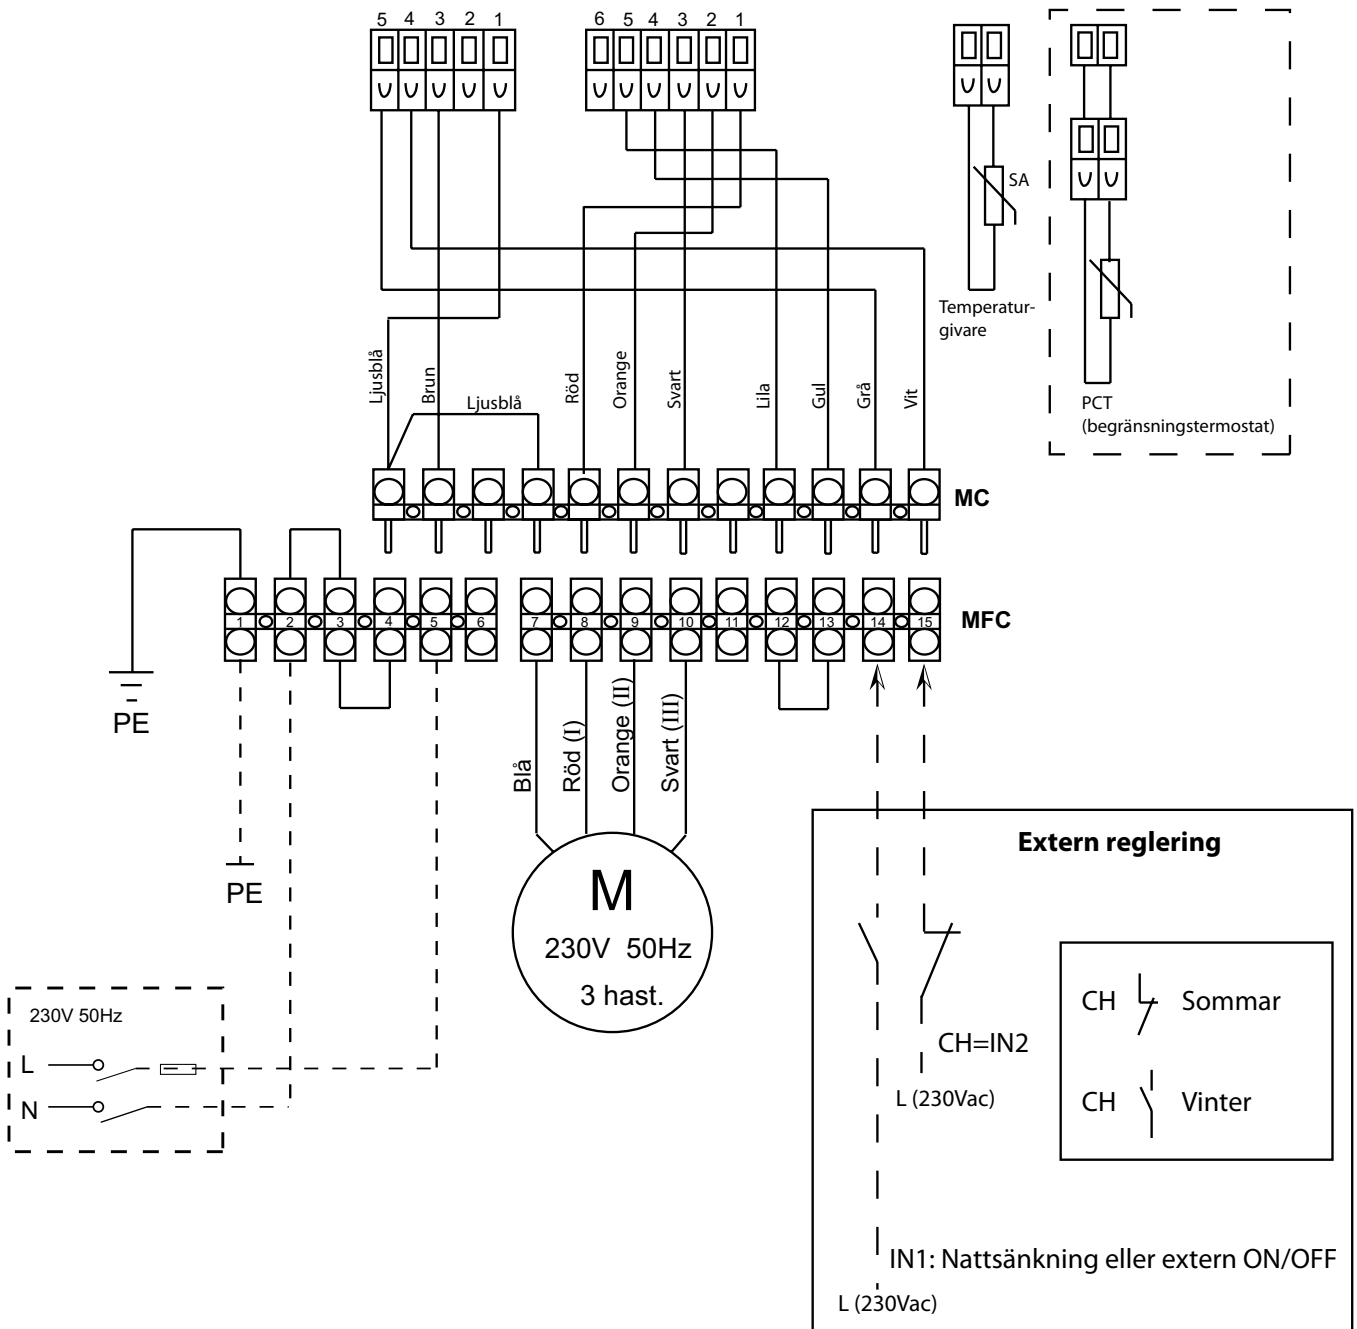 5 4 3 2 1
6 5 4 3 2 1
SA
Temperatur-
givare
PCT
(begränsningstermostat)
Ljusblå
Brun
Ljusblå
Röd
Orange
Svart
Lila
Gul
Grå
Vit
MC
1 2 3 4 5 6 7 8 9 10 11 12 13 14 15
MFC
PE
PE
Blå
Röd (I)
Orange (II)
Svart (III)
M
230V 50Hz
3 hast.
230V 50Hz
L
N
Extern reglering
CH=IN2
L (230Vac)
CH Sommar
CH Vinter
IN1: Nattsänkning eller extern ON/OFF
L (230Vac)